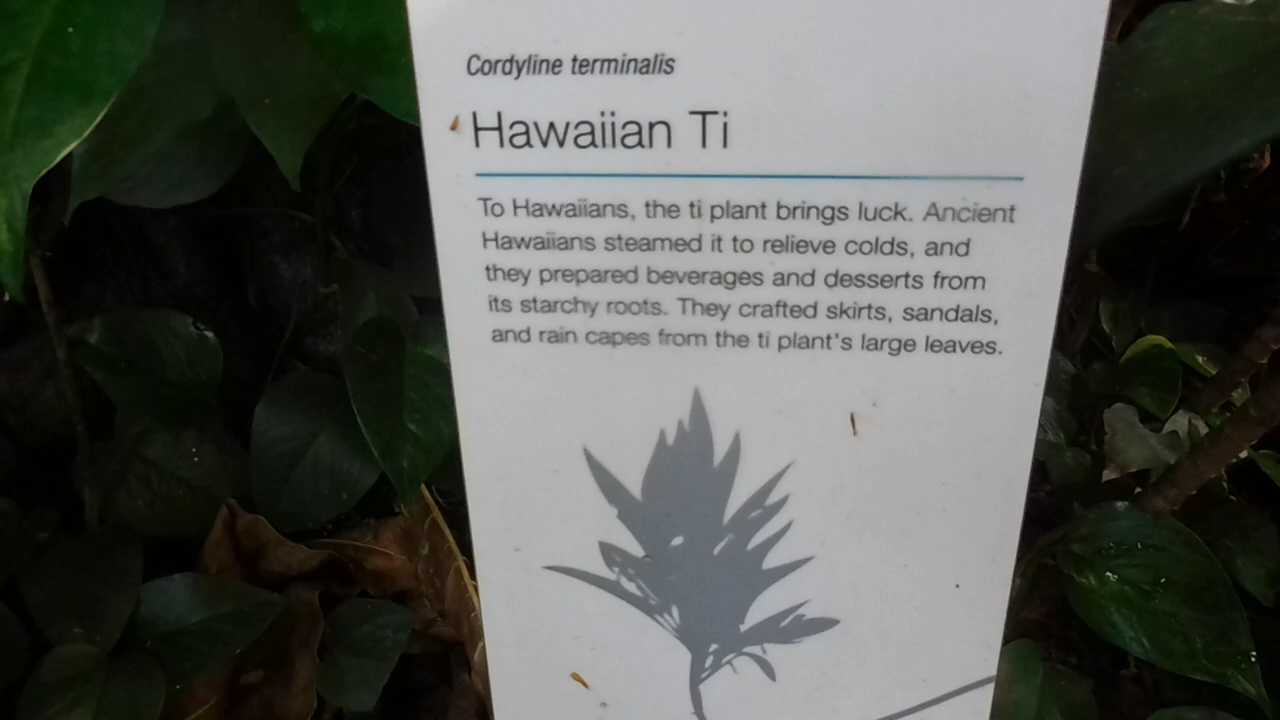 Cordyline terminalis
Hawaiian Ti
To Hawaiians, the ti plant brings luck. Ancient
Hawaiians steamed it to relieve colds, and
they prepared beverages and desserts from
its starchy roots. They crafted skirts, sandals,
and rain capes from the ti plant's large leaves.